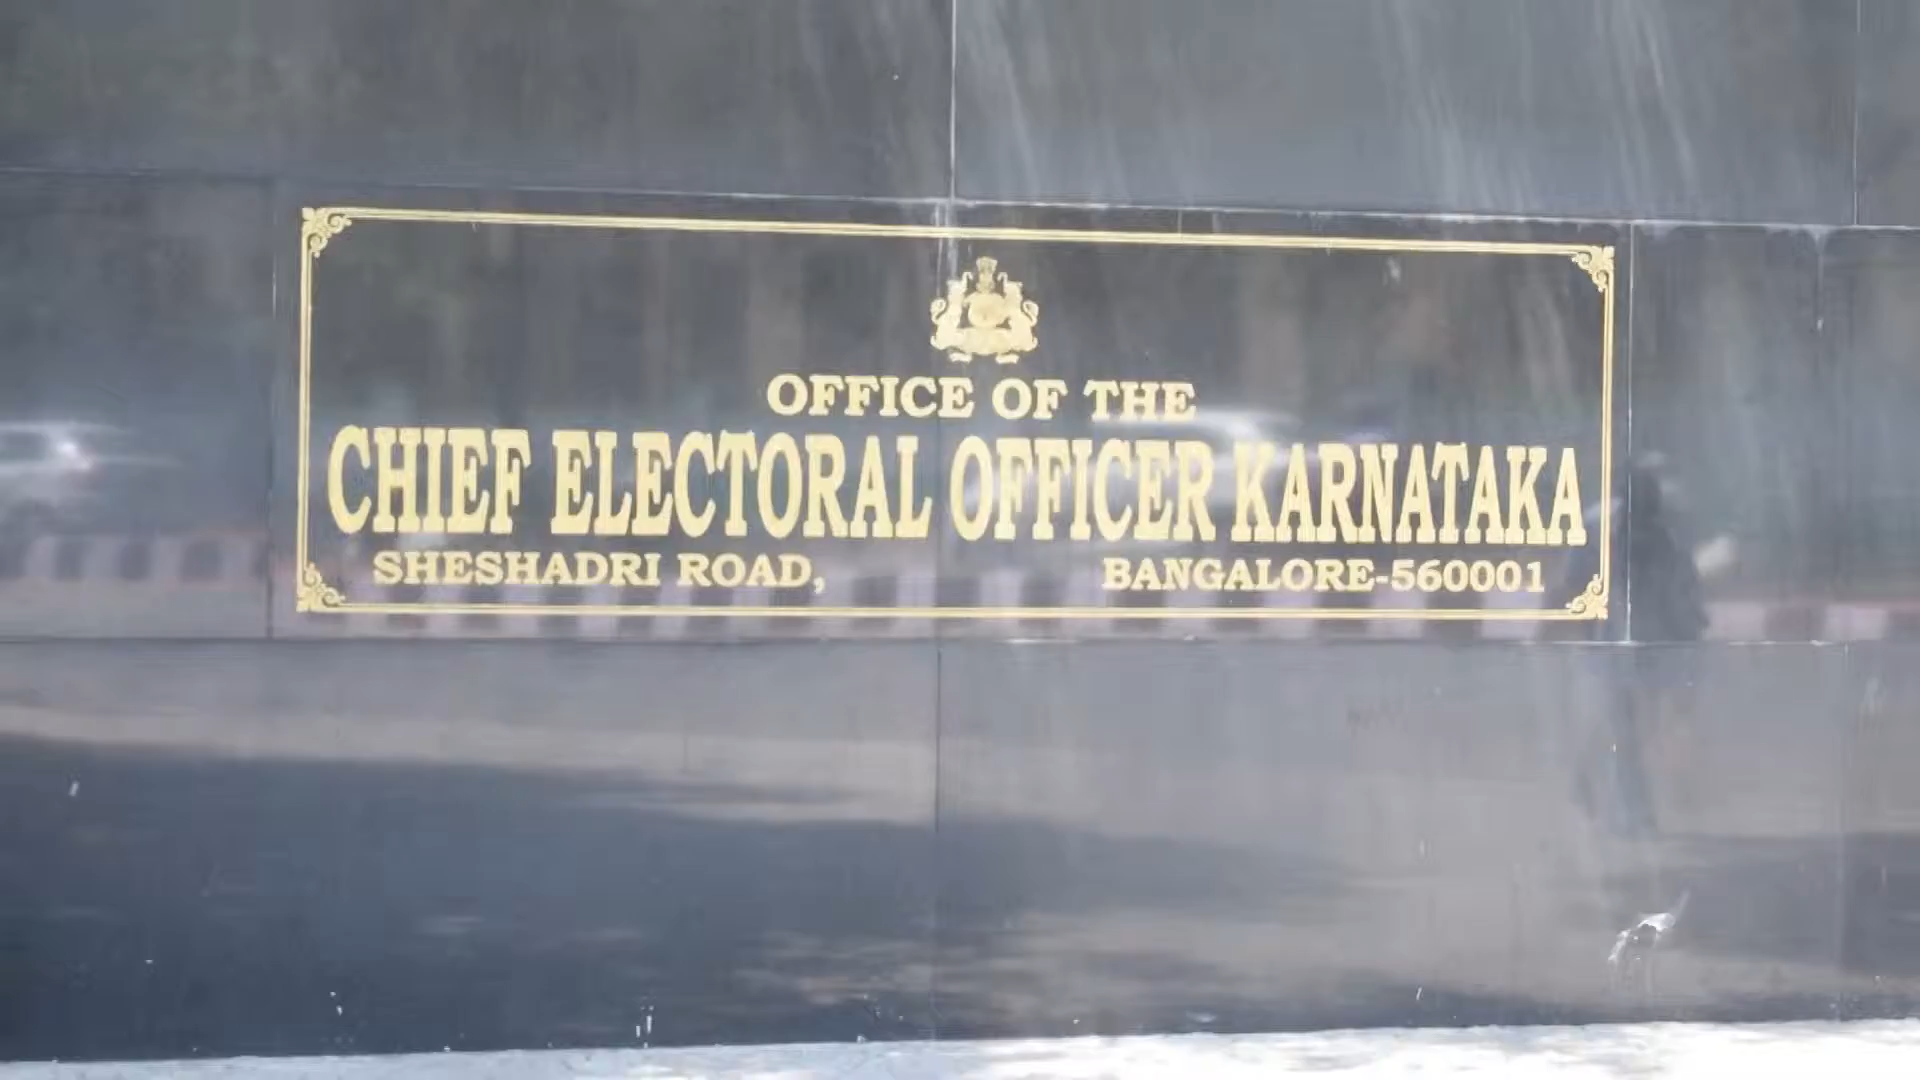 OFFICE OF THE
CHIEF ELECTORAL OFFICER KARNATAKA
SHESHADRI ROAD, BANGALORE-560001